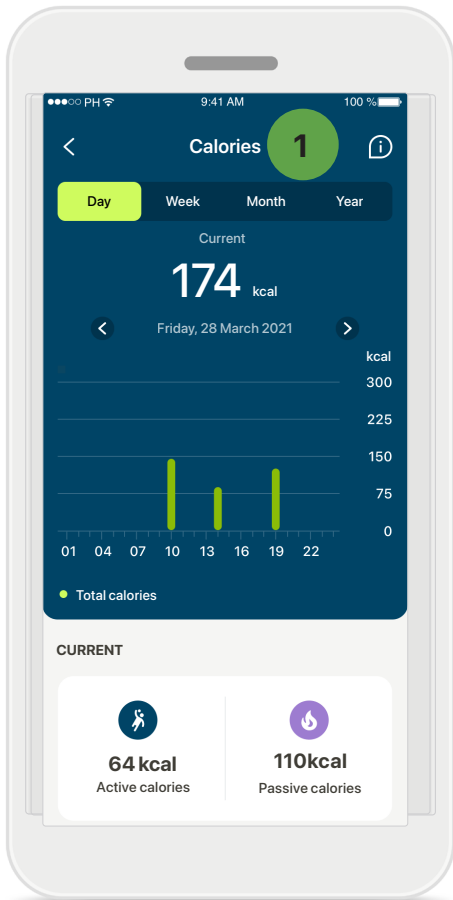 PH 9:41 AM 100 %
Calories 1
Day Week Month Year
Current
174 kcal
Friday, 28 March 2021
kcal
300
225
150
75
0
01 04 07 10 13 16 19 22
Total calories
CURRENT
64 kcal 110kcal
Active calories Passive calories